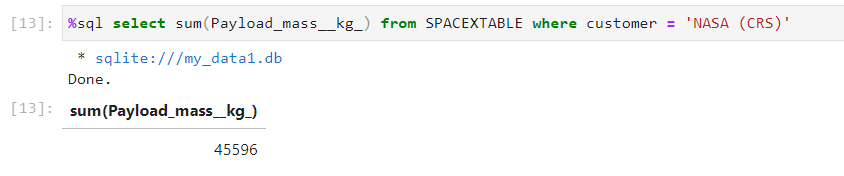 [13]: %sql select sum(Payload_mass__kg_) from SPACEXTABLE where customer = 'NASA (CRS)'
* sqlite:///my_data1.db
Done.
[13]: sum(Payload_mass__kg_)
45596